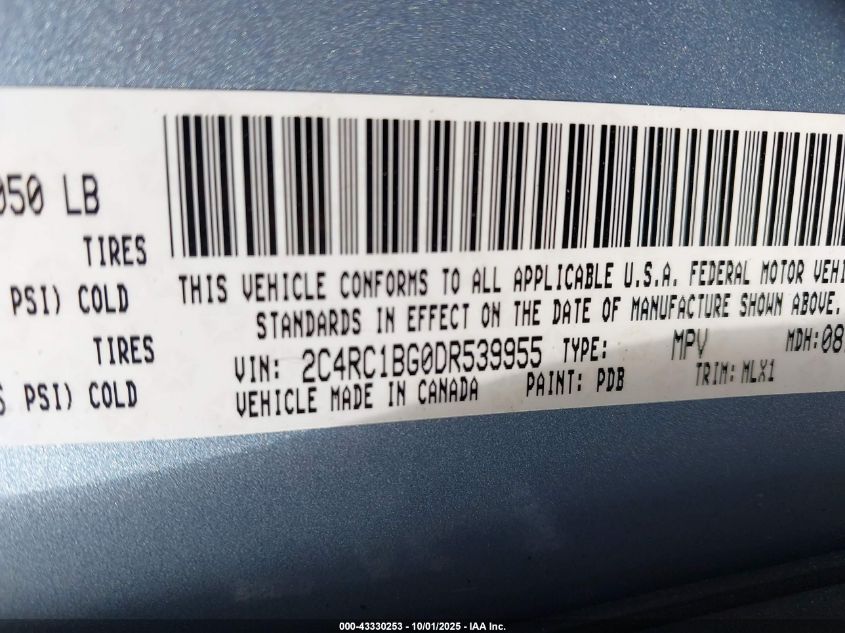 050 LB
TIRES
PSI) COLD
TIRES
PSI) COLD
THIS VEHICLE CONFORMS TO ALL APPLICABLE U.S.A. FEDERAL MOTOR VEHI
STANDARDS IN EFFECT ON THE DATE OF MANUFACTURE SHOWN ABOVE.
VIN: 2C4RC1BG0DR539955 TYPE: MPV MDH: 08
VEHICLE MADE IN CANADA PAINT: PDB TRIM: MLX1
000-43330253 - 10/01/2025 - IAA Inc.